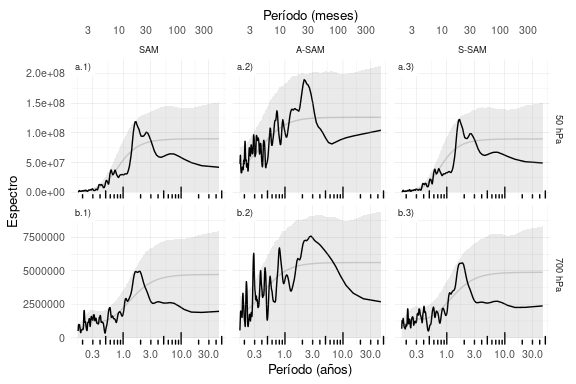 Período (meses)
3 10 30 100 300 3 10 30 100 300 3 10 30 100 300
SAM A-SAM S-SAM
a.1) a.2) a.3)
2.0e+08
1.5e+08
1.0e+08
5.0e+07
0.0e+00
50 hPa
Espectro
b.1) b.2) b.3)
7500000
5000000
2500000
0
700 hPa
0.3 1.0 3.0 10.0 30.0 0.3 1.0 3.0 10.0 30.0 0.3 1.0 3.0 10.0 30.0
Período (años)